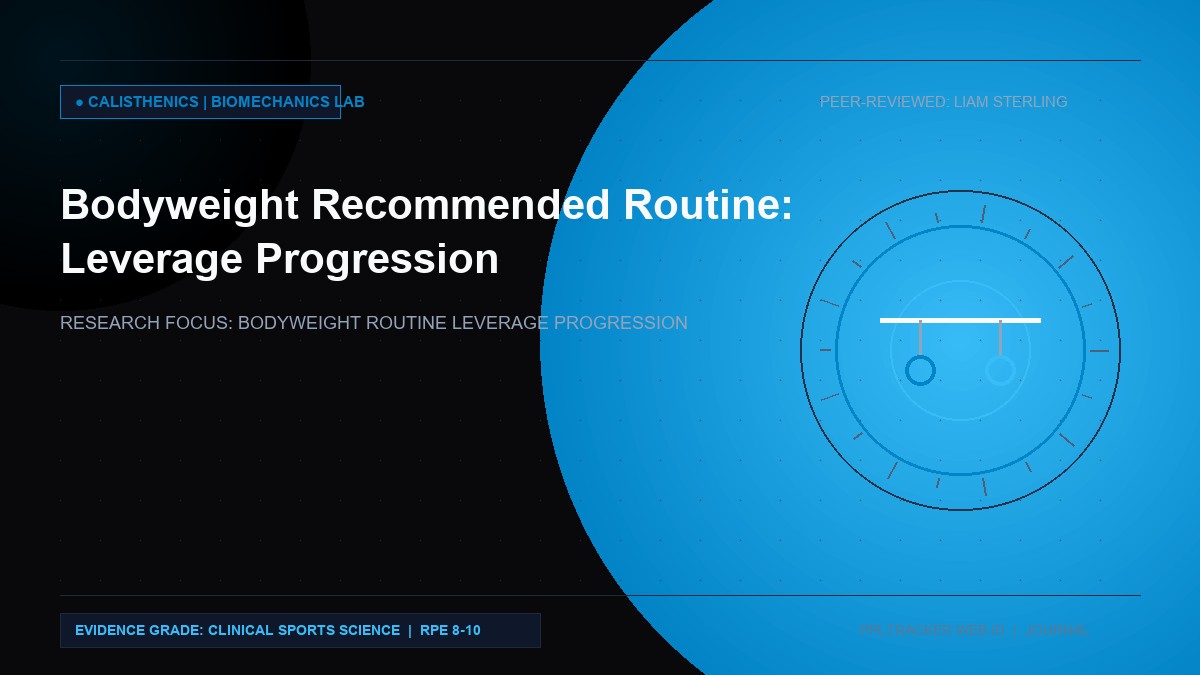 ● CALISTHENICS | BIOMECHANICS LAB
PEER-REVIEWED: LIAM STERLING
Bodyweight Recommended Routine:
Leverage Progression
RESEARCH FOCUS: BODYWEIGHT ROUTINE LEVERAGE PROGRESSION
EVIDENCE GRADE: CLINICAL SPORTS SCIENCE | RPE 8-10
| JOURNAL